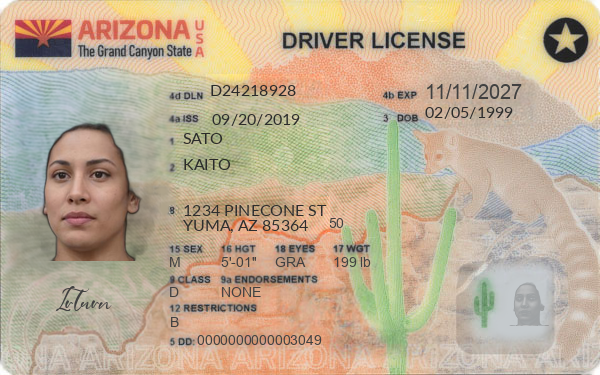 ARIZONA USA
The Grand Canyon State
DRIVER LICENSE
4d DLN D24218928
4b EXP 11/11/2027
4a ISS 09/20/2019
3 DOB 02/05/1999
1 SATO
2 KAITO
8 1234 PINECONE ST
YUMA, AZ 85364
50
15 SEX 16 HGT 18 EYES 17 WGT
M 5'-01" GRA 199 lb
9 CLASS 9a ENDORSEMENTS
D NONE
12 RESTRICTIONS
B
5 DD: 0000000000003049
ARIZONA ARIZONA ARIZONA ARIZONA